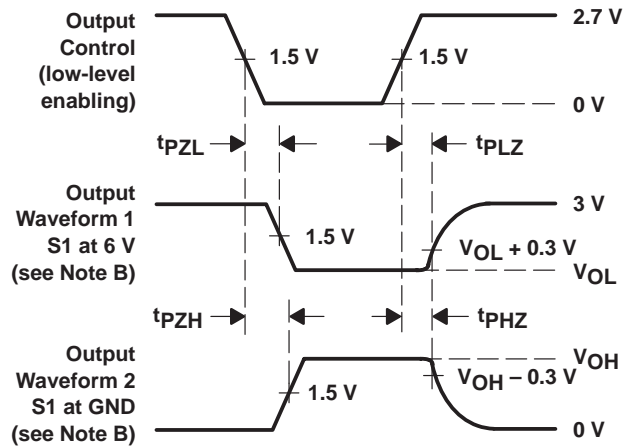 Output
Control
(low-level
enabling)
2.7 V
1.5 V
1.5 V
0 V
tPZL
tPLZ
Output
Waveform 1
S1 at 6 V
(see Note B)
3 V
1.5 V
VOL + 0.3 V
VOL
tPZH
tPHZ
Output
Waveform 2
S1 at GND
(see Note B)
VOH
1.5 V
VOH – 0.3 V
0 V